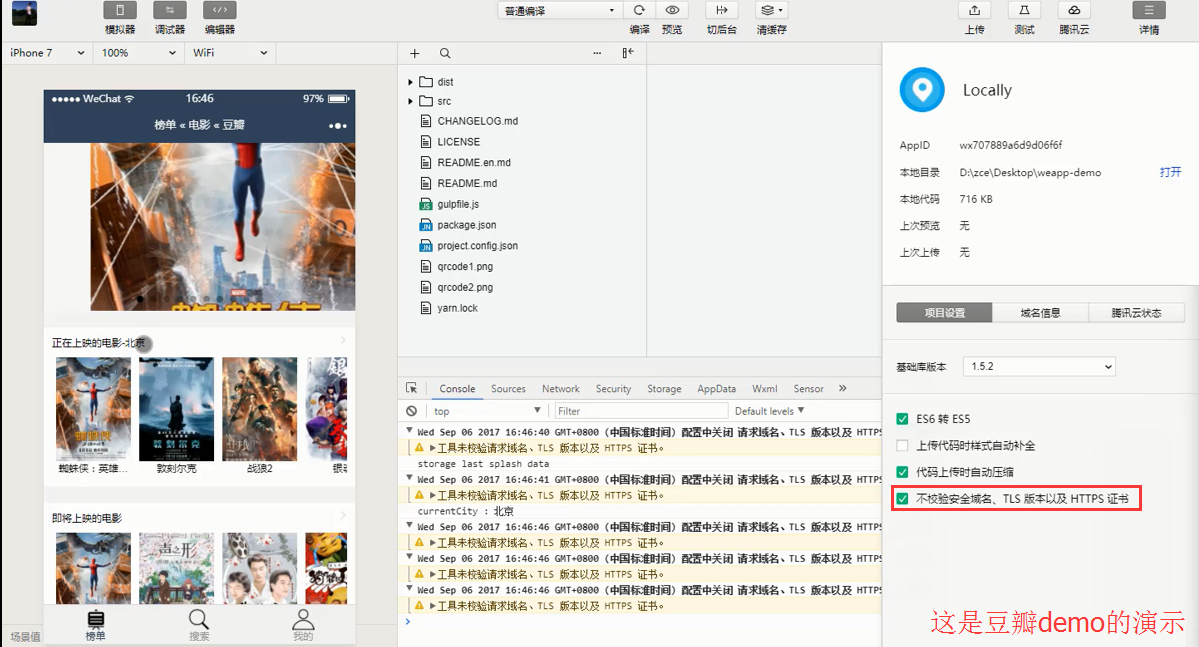 模拟器 调试器 编辑器 普通编译 编译 预览 切后台 清缓存 上传 测试 腾讯云 详情
iPhone 7 100% WiFi
WeChat 16:46 97%
榜单 « 电影 « 豆瓣
MARVEL
正在上映的电影-北京
敦刻尔克
蜘蛛侠：英雄... 敦刻尔克 战狼2
即将上映的电影
声之形
场景值 榜单 搜索 我的
dist
src
CHANGELOG.md
LICENSE
README.en.md
README.md
JS gulpfile.js
JN package.json
JN project.config.json
qrcode1.png
qrcode2.png
yarn.lock
Console Sources Network Security Storage AppData Wxml Sensor »
top Filter Default levels
Wed Sep 06 2017 16:46:40 GMT+0800 (中国标准时间) 配置中关闭 请求域名、TLS 版本以及 HTTPS
工具未校验请求域名、TLS 版本以及 HTTPS 证书。
storage last splash data
Wed Sep 06 2017 16:46:41 GMT+0800 (中国标准时间) 配置中关闭 请求域名、TLS 版本以及 HTTPS
工具未校验请求域名、TLS 版本以及 HTTPS 证书。
currentCity : 北京
Wed Sep 06 2017 16:46:46 GMT+0800 (中国标准时间) 配置中关闭 请求域名、TLS 版本以及 HTTPS
工具未校验请求域名、TLS 版本以及 HTTPS 证书。
Wed Sep 06 2017 16:46:46 GMT+0800 (中国标准时间) 配置中关闭 请求域名、TLS 版本以及 HTTPS
工具未校验请求域名、TLS 版本以及 HTTPS 证书。
Wed Sep 06 2017 16:46:46 GMT+0800 (中国标准时间) 配置中关闭 请求域名、TLS 版本以及 HTTPS
工具未校验请求域名、TLS 版本以及 HTTPS 证书。
Locally
AppID wx707889a6d9d06f6f
本地目录 D:\zce\Desktop\weapp-demo 打开
本地代码 716 KB
上次预览 无
上次上传 无
项目设置 域名信息 腾讯云状态
基础库版本 1.5.2
ES6 转 ES5
上传代码时样式自动补全
代码上传时自动压缩
不校验安全域名、TLS 版本以及 HTTPS 证书
这是豆瓣demo的演示